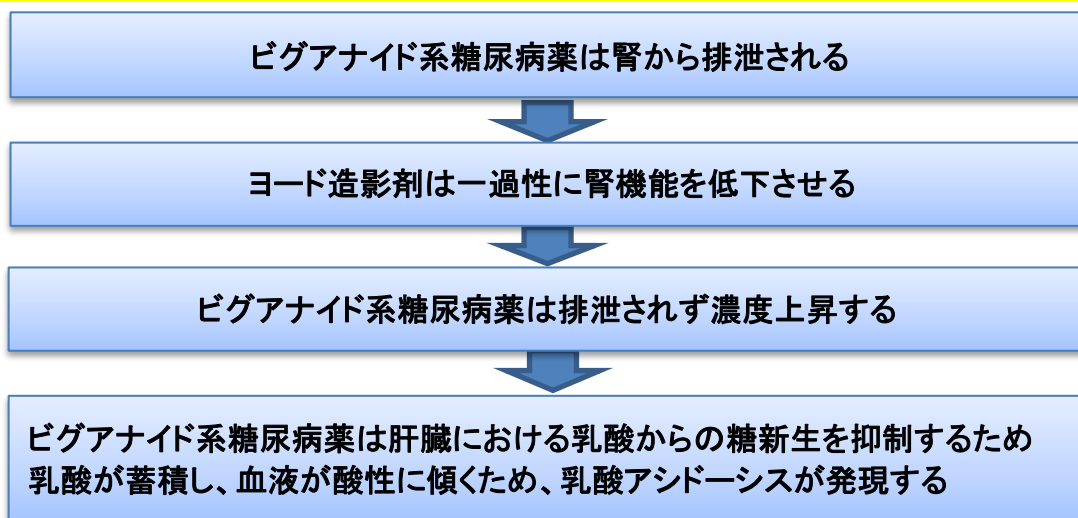 ビグアナイド系糖尿病薬は腎から排泄される
ヨード造影剤は一過性に腎機能を低下させる
ビグアナイド系糖尿病薬は排泄されず濃度上昇する
ビグアナイド系糖尿病薬は肝臓における乳酸からの糖新生を抑制するため
乳酸が蓄積し、血液が酸性に傾くため、乳酸アシドーシスが発現する